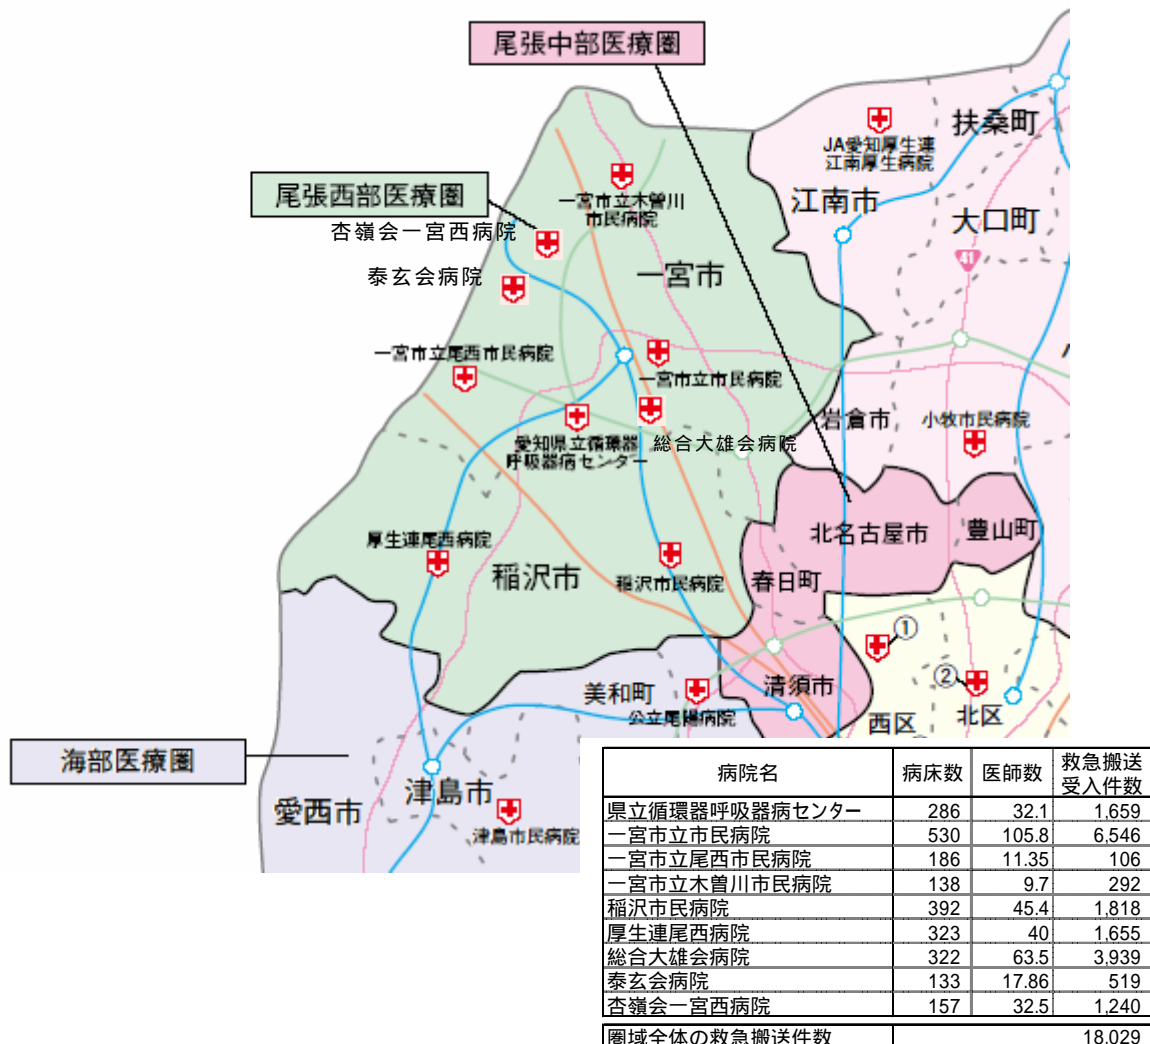 尾張中部医療圏
扶桑町
JA愛知厚生連
江南厚生病院
尾張西部医療圏
一宮市立木曽川
市民病院
江南市
大口町
杏嶺会一宮西病院
41
泰玄会病院
一宮市
一宮市立尾西市民病院
一宮市立市民病院
岩倉市
小牧市民病院
愛知県立循環器
呼吸器病センター
総合大雄会病院
北名古屋市
豊山町
厚生連尾西病院
稲沢市
稲沢市民病院
春日町
①
②
美和町
清須市
公立尾陽病院
西区
北区
海部医療圏
津島市
愛西市
津島市民病院
病院名 病床数 医師数 救急搬送
受入件数
県立循環器呼吸器病センター 286 32.1 1,659
一宮市立市民病院 530 105.8 6,546
一宮市立尾西市民病院 186 11.35 106
一宮市立木曽川市民病院 138 9.7 292
稲沢市民病院 392 45.4 1,818
厚生連尾西病院 323 40 1,655
総合大雄会病院 322 63.5 3,939
泰玄会病院 133 17.86 519
杏嶺会一宮西病院 157 32.5 1,240
圏域全体の救急搬送件数 18,029